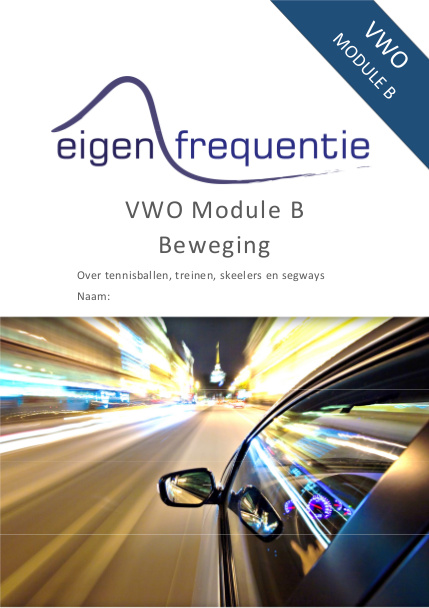 VWO
MODULE B
eigen frequentie
VWO Module B
Beweging
Over tennisballen, treinen, skeelers en segways
Naam: